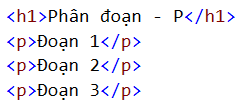 <h1>Phân đoạn - P</h1>
<p>Đoạn 1</p>
<p>Đoạn 2</p>
<p>Đoạn 3</p>